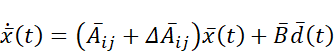 ẋ̄(t) = (Ā_ij + ΔĀ_ij)x̄(t) + B̄d̄(t)